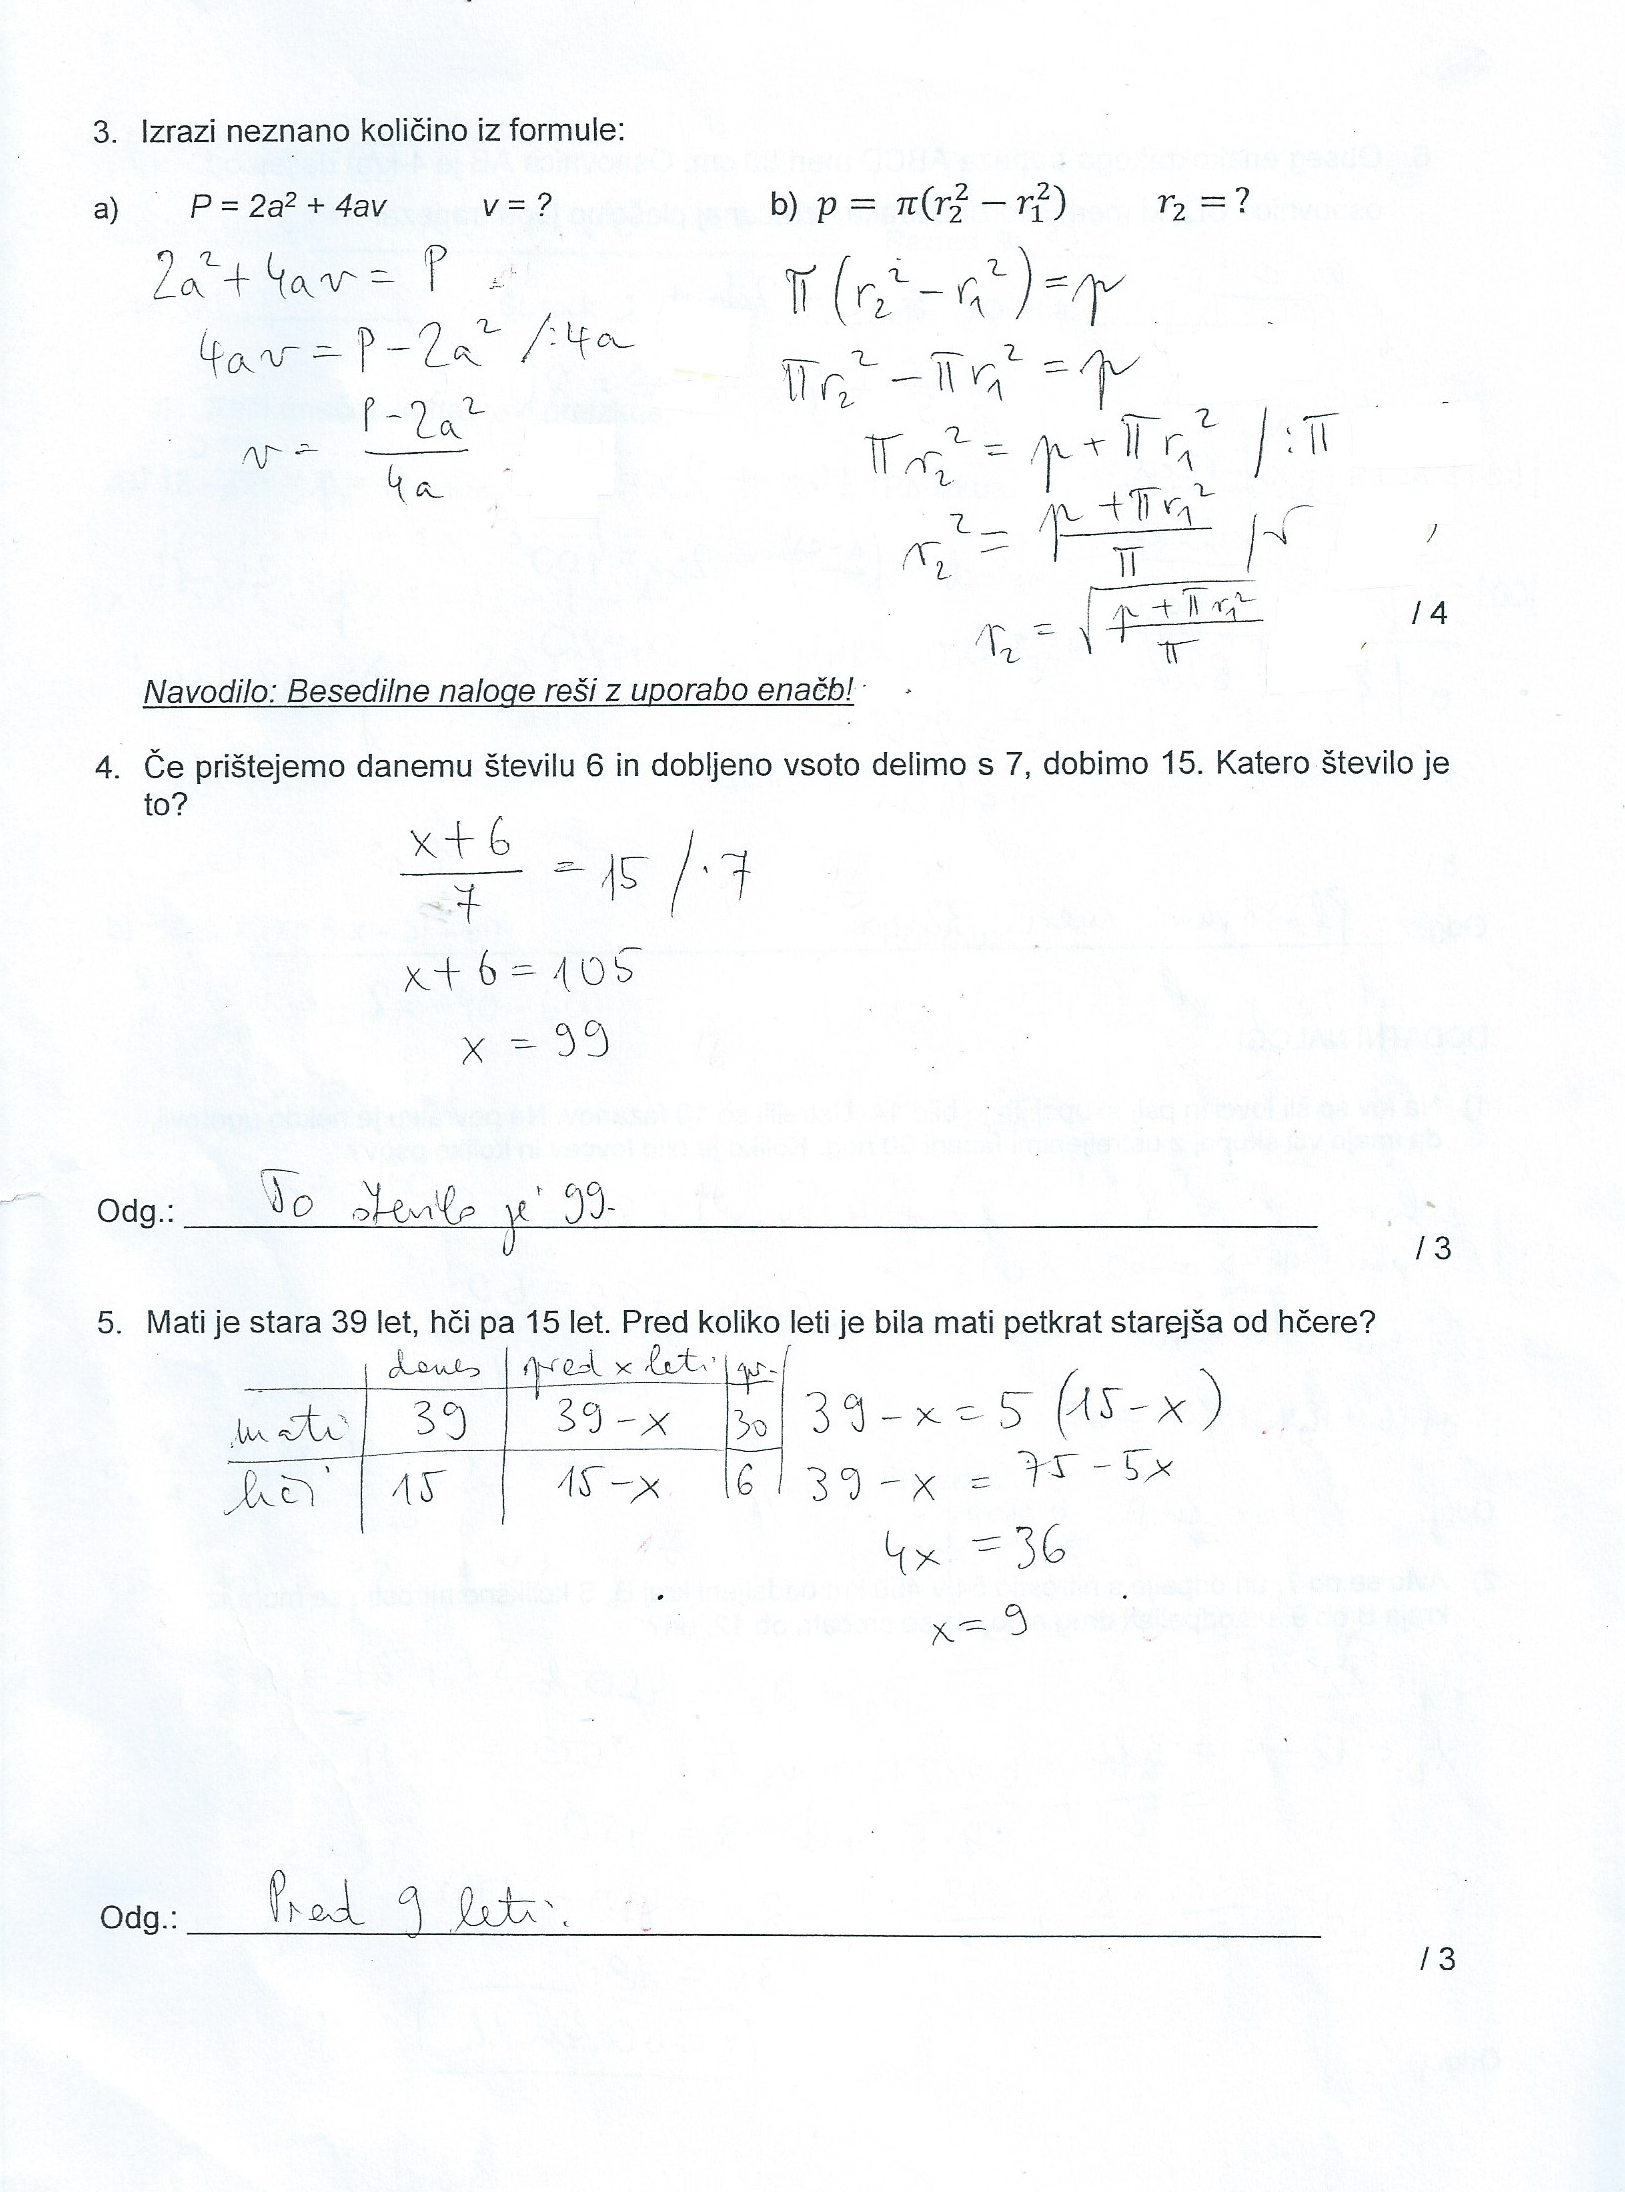 3. Izrazi neznano količino iz formule:
a) P = 2a² + 4av v = ?
2a² + 4av = P
4av = P - 2a² /:4a
v = (P - 2a²)/(4a)
b) p = π(r₂² − r₁²) r₂ = ?
π(r₂² - r₁²) = p
πr₂² - πr₁² = p
πr₂² = p + πr₁² /:π
r₂² = (p + πr₁²)/π /√
r₂ = √((p + πr₁²)/π)
/ 4
Navodilo: Besedilne naloge reši z uporabo enačb!
4. Če prištejemo danemu številu 6 in dobljeno vsoto delimo s 7, dobimo 15. Katero število je
to?
(x+6)/7 = 15 /·7
x+6 = 105
x = 99
Odg.: To število je 99.
/ 3
5. Mati je stara 39 let, hči pa 15 let. Pred koliko leti je bila mati petkrat starejša od hčere?
danes pred x leti pr.
mati 39 39-x 30
hči 15 15-x 6
39-x = 5(15-x)
39-x = 75-5x
4x = 36
x = 9
Odg.: Pred 9 leti.
/ 3